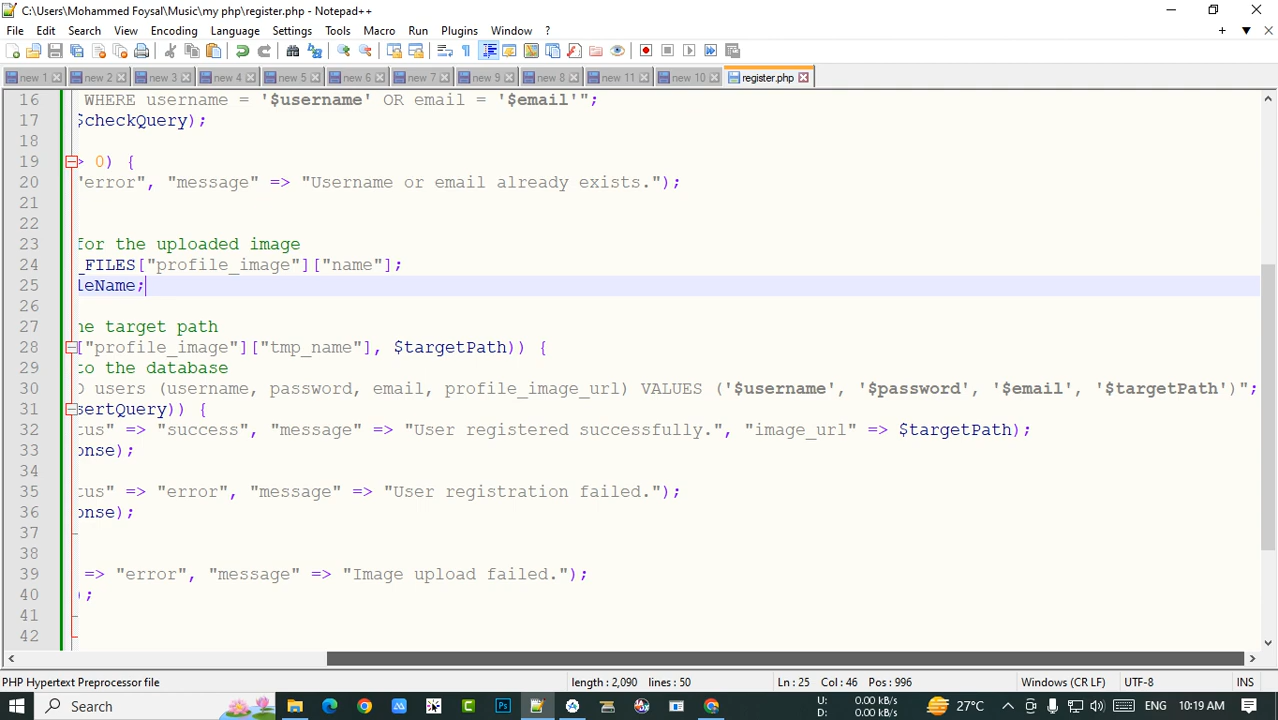 C:\Users\Mohammed Foysal\Music\my php\register.php - Notepad++
File Edit Search View Encoding Language Settings Tools Macro Run Plugins Window ?
new 1 new 2 new 3 new 4 new 5 new 6 new 7 new 9 new 8 new 11 new 10 register.php
16 WHERE username = '$username' OR email = '$email'";
17 $checkQuery);
18
19 > 0) {
20 "error", "message" => "Username or email already exists.");
21
22
23 for the uploaded image
24 _FILES["profile_image"]["name"];
25 leName;
26
27 he target path
28 ["profile_image"]["tmp_name"], $targetPath)) {
29 to the database
30 O users (username, password, email, profile_image_url) VALUES ('$username', '$password', '$email', '$targetPath')";
31 sertQuery)) {
32 tus" => "success", "message" => "User registered successfully.", "image_url" => $targetPath);
33 onse);
34
35 tus" => "error", "message" => "User registration failed.");
36 onse);
37
38
39 => "error", "message" => "Image upload failed.");
40 );
41
42
PHP Hypertext Preprocessor file length : 2,090 lines : 50 Ln : 25 Col : 46 Pos : 996 Windows (CR LF) UTF-8 INS
Search U: 0.00 kB/s D: 0.00 kB/s 27°C ENG 10:19 AM